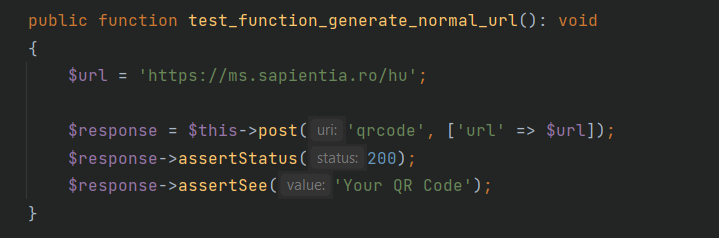 public function test_function_generate_normal_url(): void
{
$url = 'https://ms.sapientia.ro/hu';
$response = $this->post( uri: 'qrcode', ['url' => $url]);
$response->assertStatus( status: 200);
$response->assertSee( value: 'Your QR Code');
}